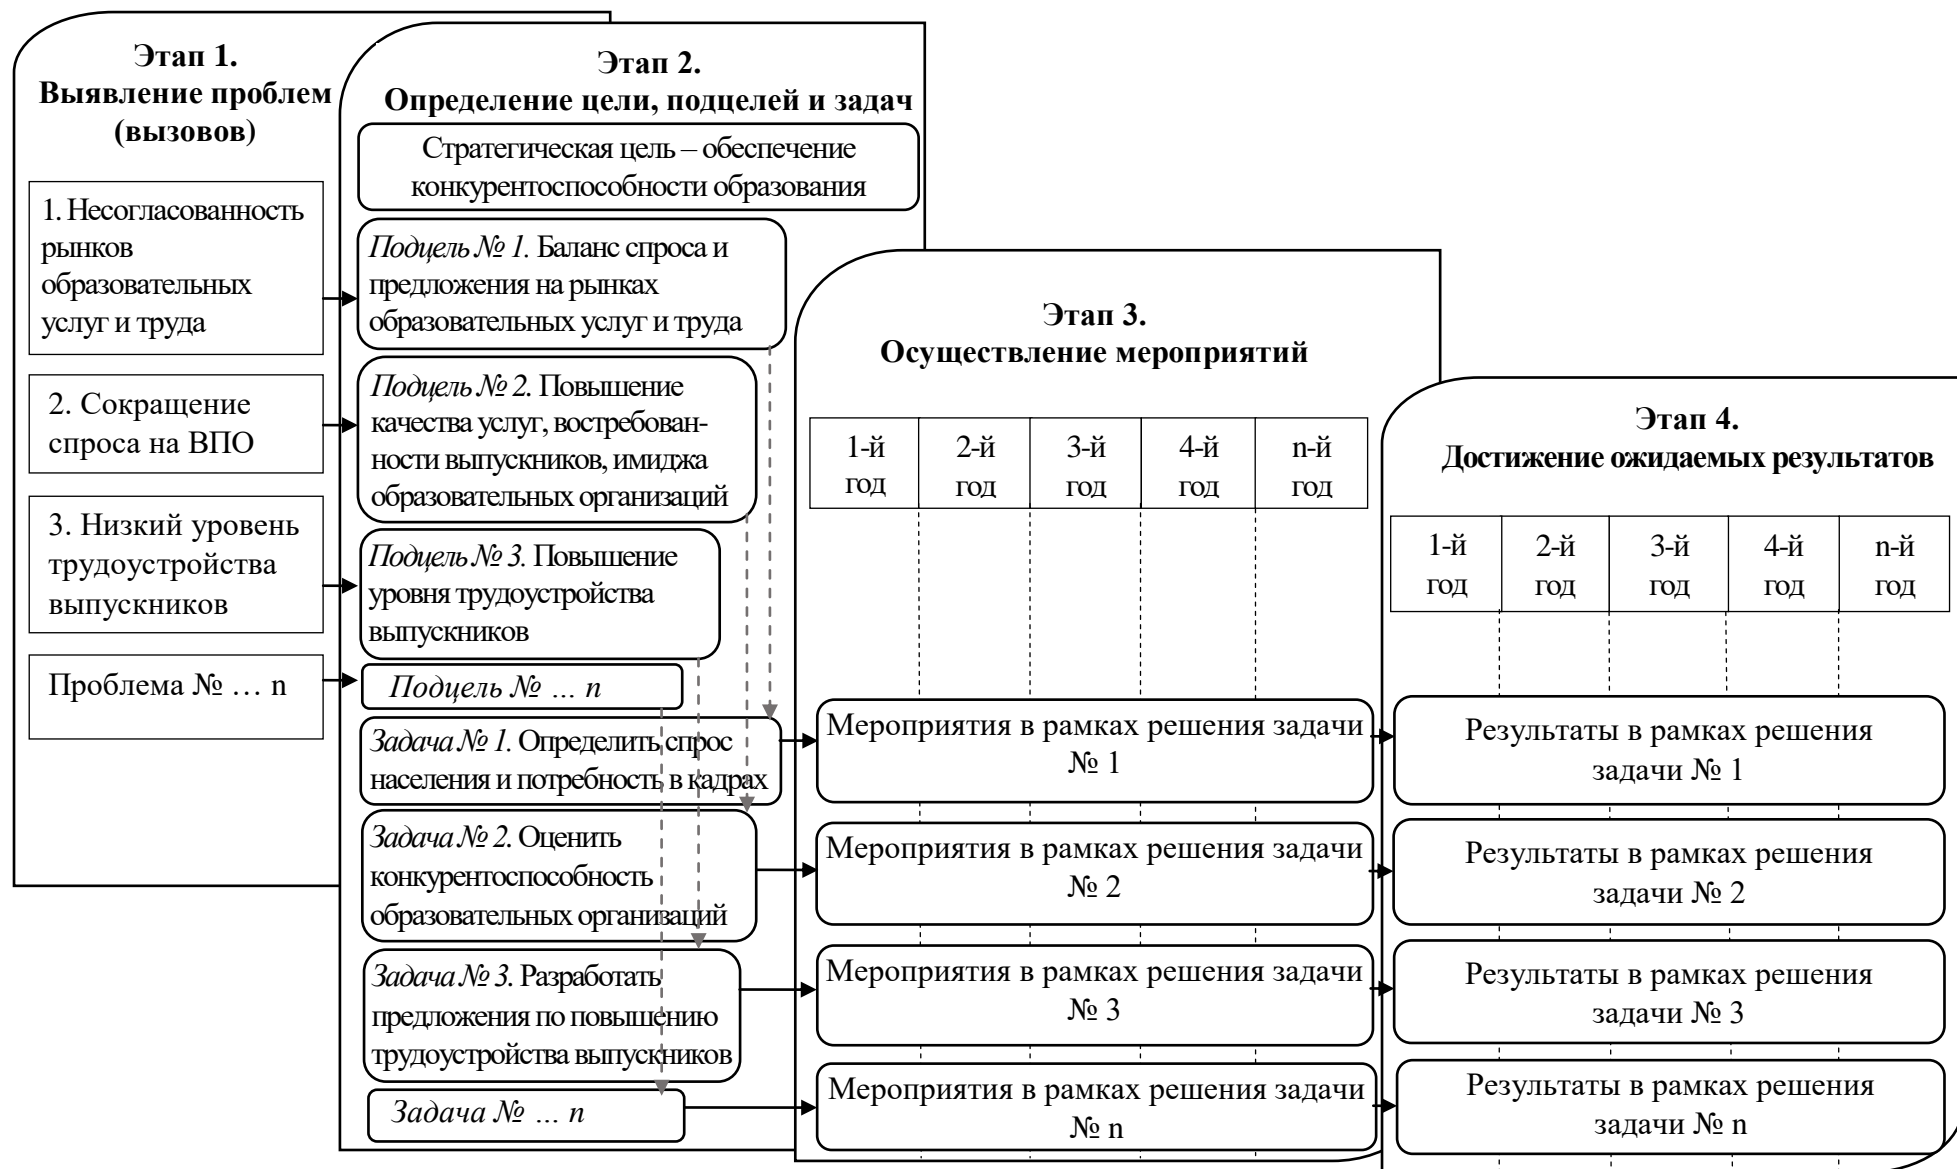 Этап 1.
Выявление проблем
(вызовов)
1. Несогласованность
рынков
образовательных
услуг и труда
2. Сокращение
спроса на ВПО
3. Низкий уровень
трудоустройства
выпускников
Проблема № … n
Этап 2.
Определение цели, подцелей и задач
Стратегическая цель – обеспечение
конкурентоспособности образования
Подцель № 1. Баланс спроса и
предложения на рынках
образовательных услуг и труда
Подцель № 2. Повышение
качества услуг, востребован-
ности выпускников, имиджа
образовательных организаций
Подцель № 3. Повышение
уровня трудоустройства
выпускников
Подцель № … n
Задача № 1. Определить спрос
населения и потребность в кадрах
Задача № 2. Оценить
конкурентоспособность
образовательных организаций
Задача № 3. Разработать
предложения по повышению
трудоустройства выпускников
Задача № … n
Этап 3.
Осуществление мероприятий
1-й год
2-й год
3-й год
4-й год
n-й год
Мероприятия в рамках решения задачи
№ 1
Мероприятия в рамках решения задачи
№ 2
Мероприятия в рамках решения задачи
№ 3
Мероприятия в рамках решения задачи
№ n
Этап 4.
Достижение ожидаемых результатов
1-й год
2-й год
3-й год
4-й год
n-й год
Результаты в рамках решения
задачи № 1
Результаты в рамках решения
задачи № 2
Результаты в рамках решения
задачи № 3
Результаты в рамках решения
задачи № n